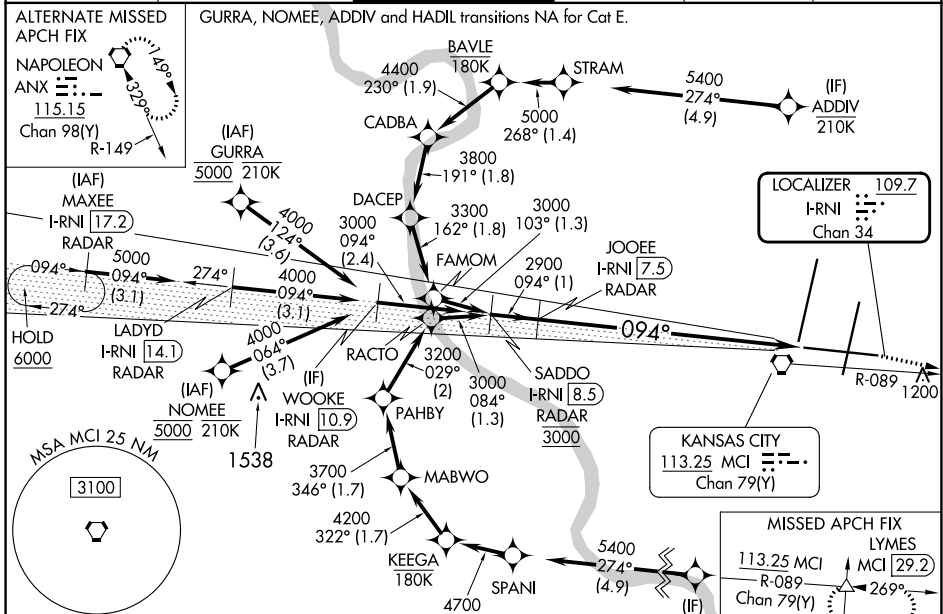 ALTERNATE MISSED
APCH FIX
NAPOLEON
ANX
115.15
Chan 98(Y)
149°
329°
R-149
GURRA, NOMEE, ADDIV and HADIL transitions NA for Cat E.
BAVLE
180K
STRAM
4400
230° (1.9)
5000
268° (1.4)
5400
274°
(4.9)
(IF)
ADDIV
210K
CADBA
3800
191° (1.8)
(IAF)
GURRA
5000 210K
DACEP
3300
162° (1.8)
3000
103° (1.3)
LOCALIZER 109.7
I-RNI
Chan 34
(IAF)
MAXEE
I-RNI 17.2
RADAR
4000
124°
(3.6)
3000
094°
(2.4)
FAMOM
2900
094° (1)
JOOEE
I-RNI 7.5
RADAR
094°
5000
094°
(3.1)
274°
4000
094°
(3.1)
274°
HOLD
6000
LADYD
I-RNI 14.1
RADAR
4000
064°
(3.7)
(IF)
WOOKE
I-RNI 10.9
RADAR
RACTO
3200
029°
(2)
3000
084°
(1.3)
SADDO
I-RNI 8.5
RADAR
3000
094°
R-089
1200
(IAF)
NOMEE
5000 210K
1538
PAHBY
KANSAS CITY
113.25 MCI
Chan 79(Y)
MSA MCI 25 NM
3100
3700
346° (1.7)
MABWO
4200
322° (1.7)
KEEGA
180K
SPANI
4700
5400
274°
(4.9)
(IF)
MISSED APCH FIX
LYMES
MCI 29.2
113.25 MCI
R-089
Chan 79(Y)
269°